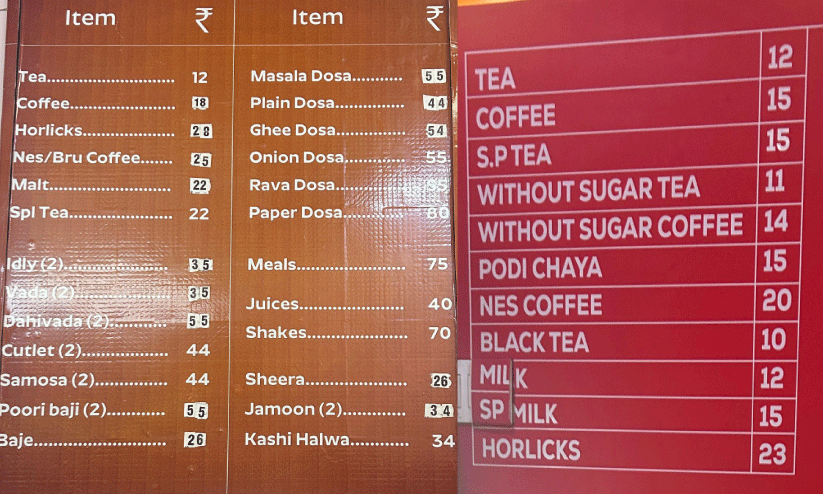 Item ₹
Tea............................ 12
Coffee....................... 18
Horlicks.................... 28
Nes/Bru Coffee....... 25
Malt........................... 22
Spl Tea....................... 22
Idly (2)....................... 35
Vada (2)..................... 35
Dahivada (2)............ 55
Cutlet (2)................... 44
Samosa (2)................ 44
Poori baji (2)............. 55
Baje............................. 26
Item ₹
Masala Dosa........... 55
Plain Dosa............... 44
Ghee Dosa............... 54
Onion Dosa............. 55
Rava Dosa............... 
Paper Dosa.............. 60
Meals........................ 75
Juices........................ 40
Shakes...................... 70
Sheera....................... 26
Jamoon (2).............. 34
Kashi Halwa............ 34
TEA 12
COFFEE 15
S.P TEA 15
WITHOUT SUGAR TEA 11
WITHOUT SUGAR COFFEE 14
PODI CHAYA 15
NES COFFEE 20
BLACK TEA 10
MILK 12
SP MILK 15
HORLICKS 23